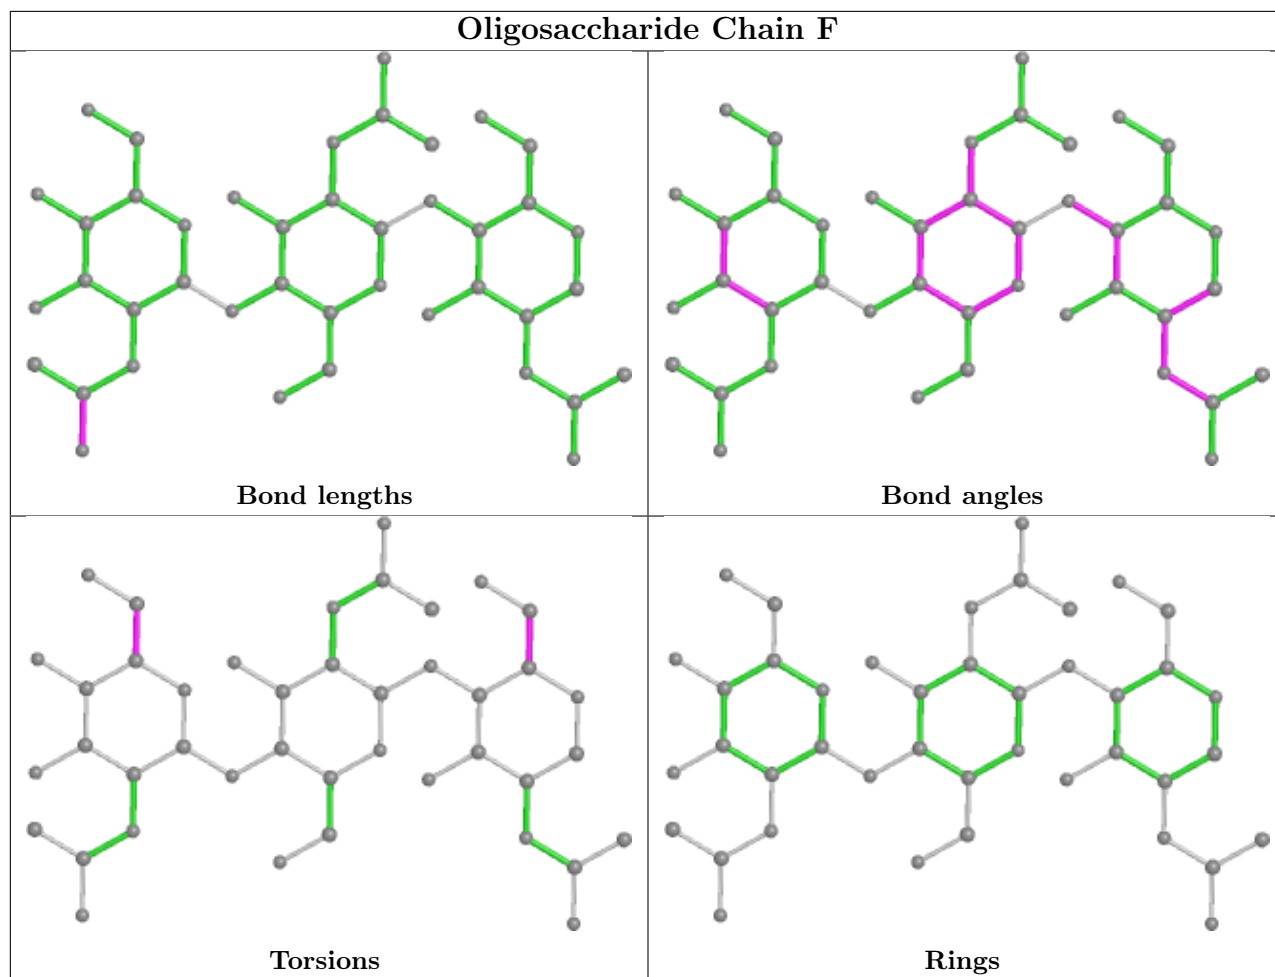 Oligosaccharide Chain F
Bond lengths
Bond angles
Torsions
Rings